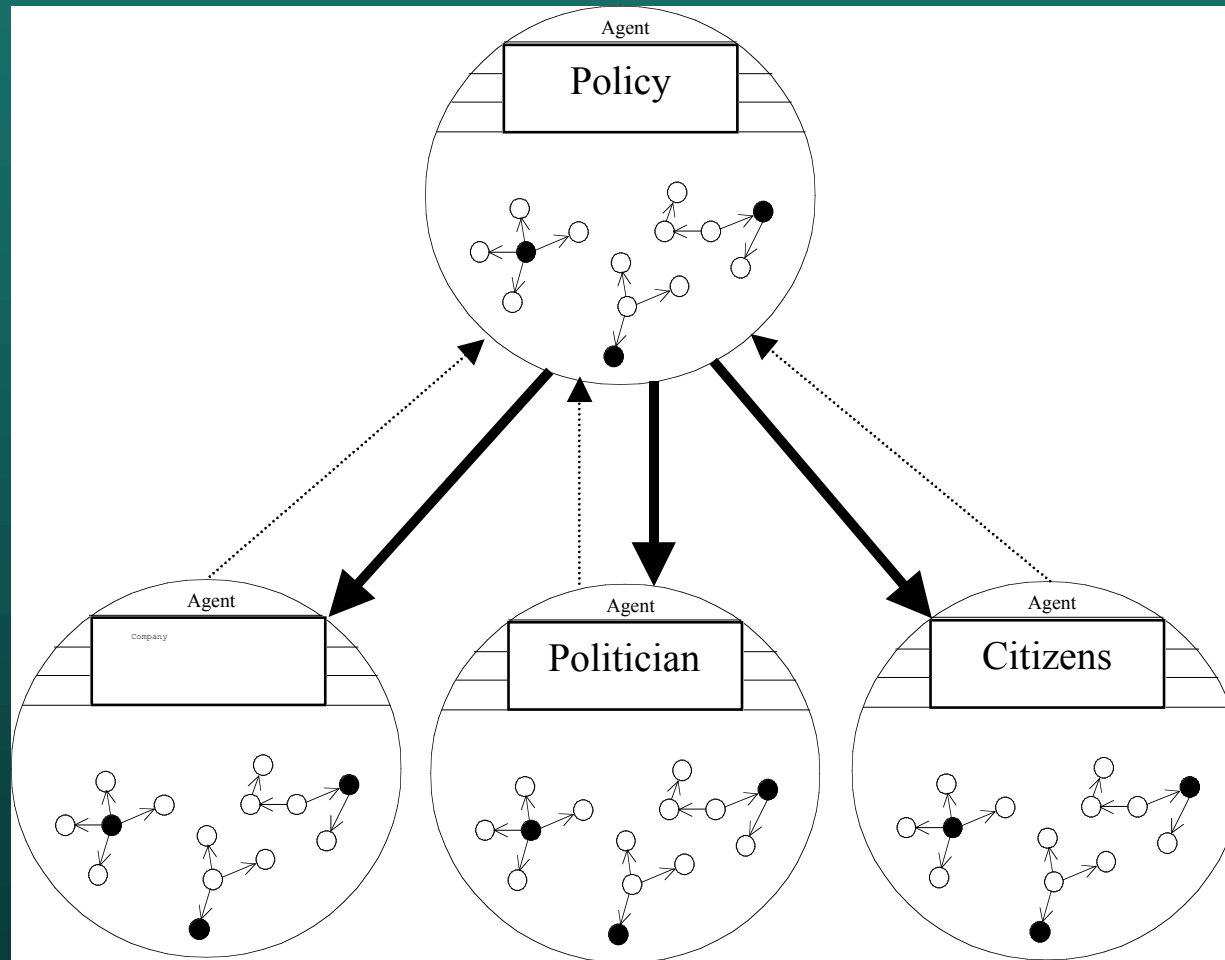 Agent
Policy
Agent
Company
Agent
Politician
Agent
Citizens